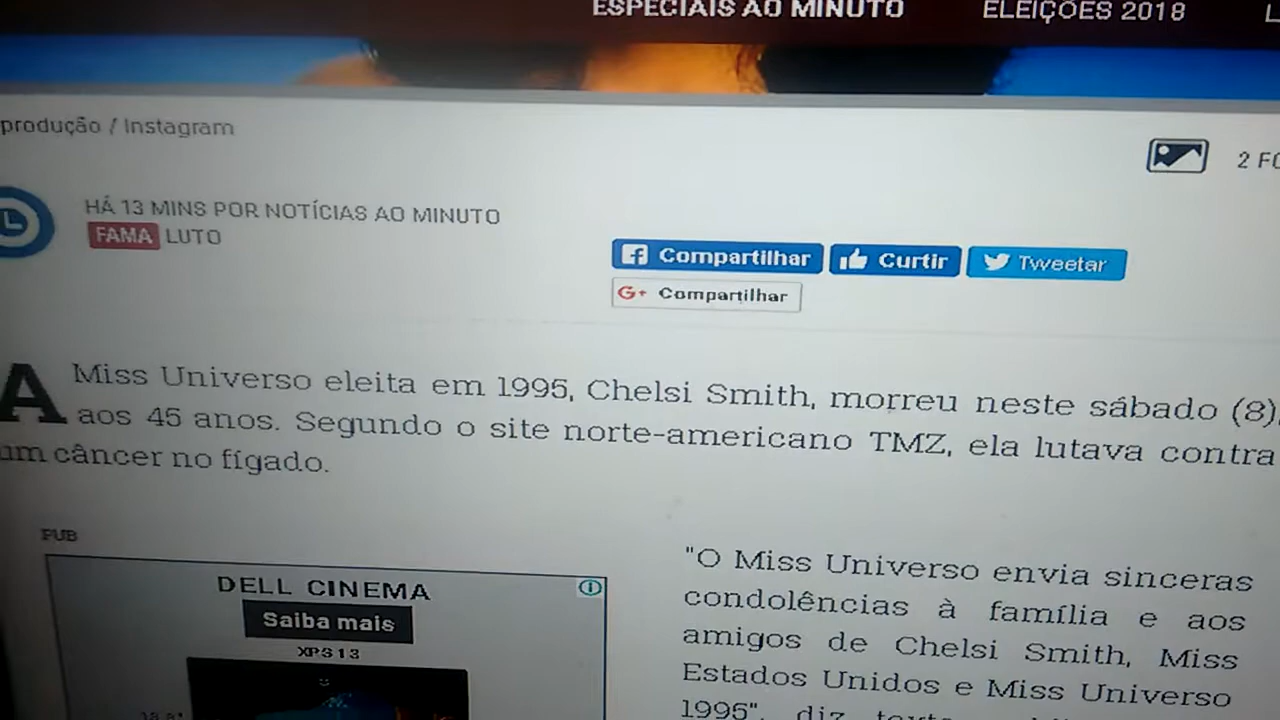 ESPECIAIS AO MINUTO ELEIÇÕES 2018
produção / Instagram
2
HÁ 13 MINS POR NOTÍCIAS AO MINUTO
FAMA LUTO
Compartilhar Curtir Tweetar
G+ Compartilhar
A Miss Universo eleita em 1995, Chelsi Smith, morreu neste sábado (8),
aos 45 anos. Segundo o site norte-americano TMZ, ela lutava contra
um câncer no fígado.
PUB
DELL CINEMA
Saiba mais
XPS 13
"O Miss Universo envia sinceras
condolências à família e aos
amigos de Chelsi Smith, Miss
Estados Unidos e Miss Universo
1995", diz